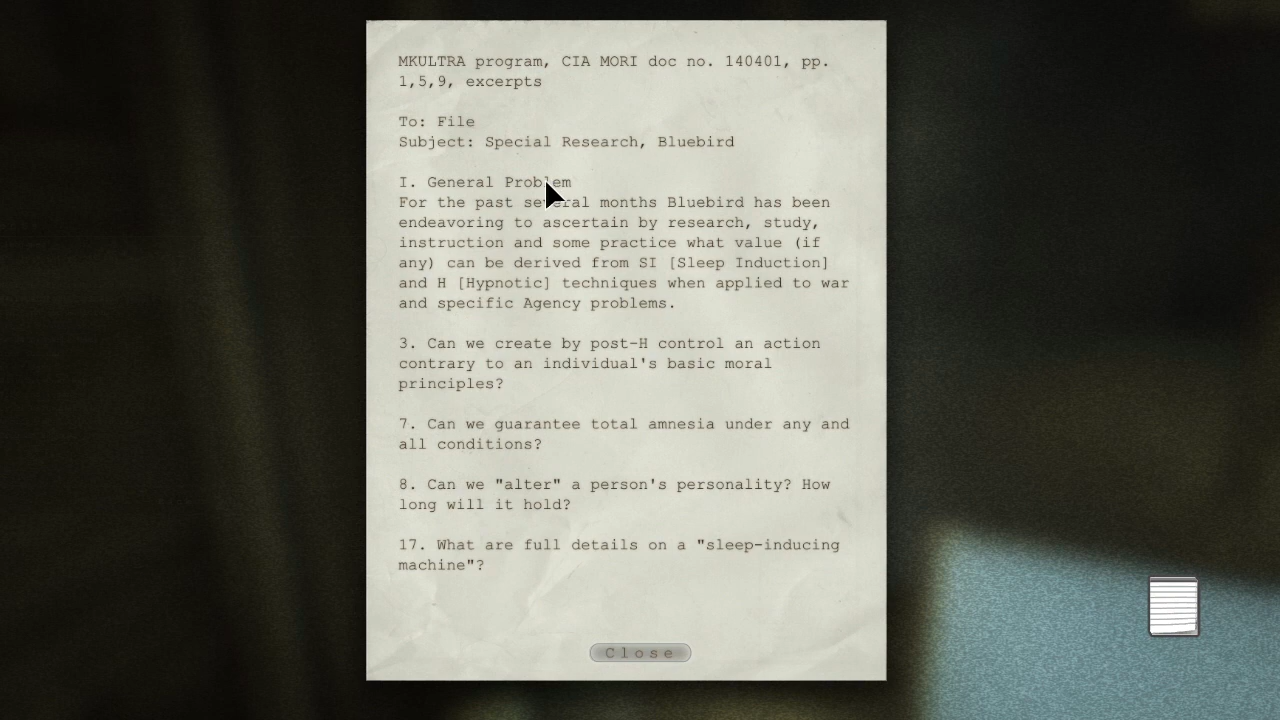 MKULTRA program, CIA MORI doc no. 140401, pp.
1,5,9, excerpts
To: File
Subject: Special Research, Bluebird
I. General Problem
For the past several months Bluebird has been
endeavoring to ascertain by research, study,
instruction and some practice what value (if
any) can be derived from SI [Sleep Induction]
and H [Hypnotic] techniques when applied to war
and specific Agency problems.
3. Can we create by post-H control an action
contrary to an individual's basic moral
principles?
7. Can we guarantee total amnesia under any and
all conditions?
8. Can we "alter" a person's personality? How
long will it hold?
17. What are full details on a "sleep-inducing
machine"?
Close